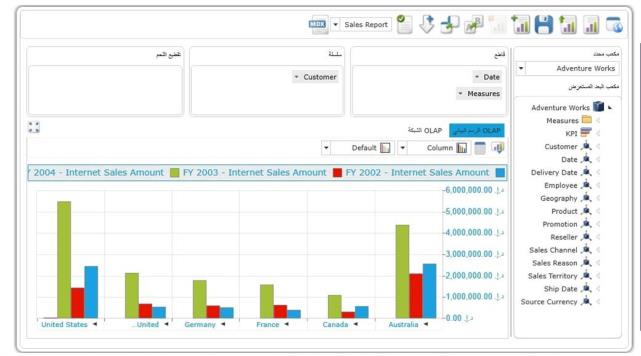 Sales Report
MDX
مكعب محدد
Adventure Works
مكعب البعد المستعرض
Adventure Works
Measures
KPI
Customer
Date
Delivery Date
Employee
Geography
Product
Promotion
Reseller
Sales Channel
Sales Reason
Sales Territory
Ship Date
Source Currency
قاطع
Date
Measures
سلسلة
Customer
OLAP الرسم البياني
OLAP الشبكة
Column
Default
FY 2002 - Internet Sales Amount
FY 2003 - Internet Sales Amount
2004 - Internet Sales Amount
6,000,000.00
5,000,000.00
4,000,000.00
3,000,000.00
2,000,000.00
1,000,000.00
0.00
Australia
Canada
France
Germany
United...
United States